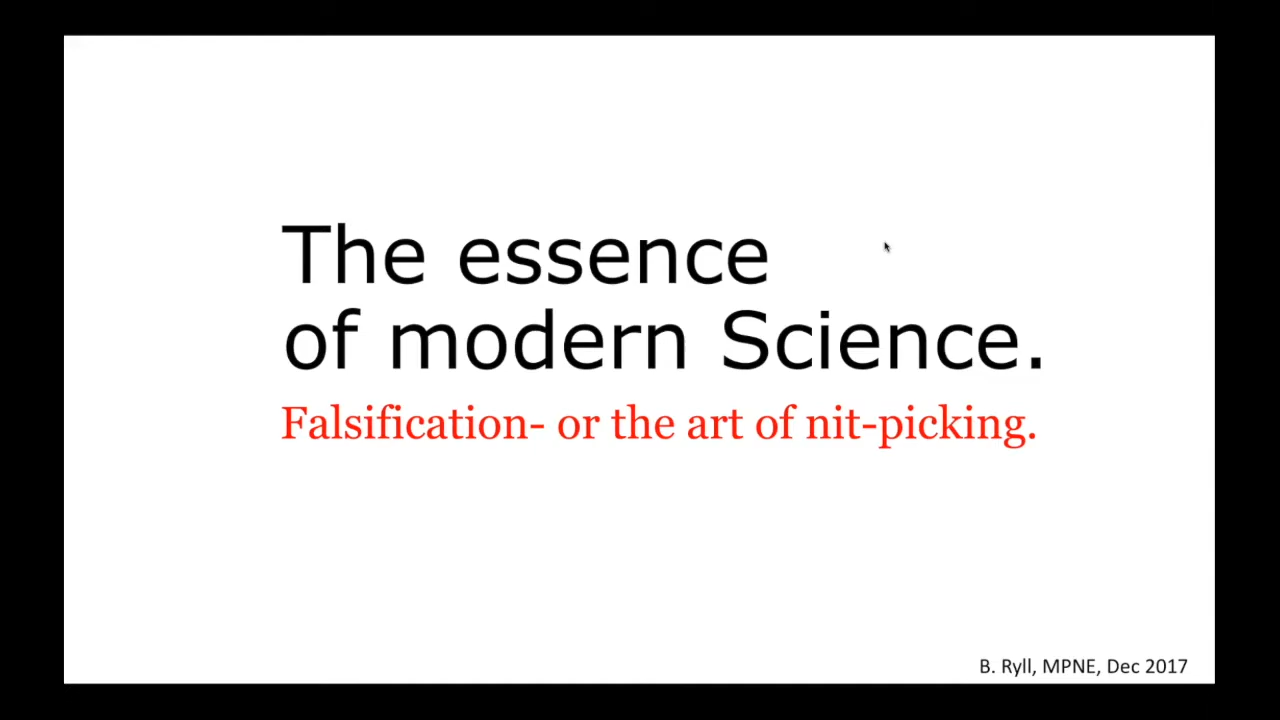 The essence
of modern Science.
Falsification- or the art of nit-picking.
B. Ryll, MPNE, Dec 2017